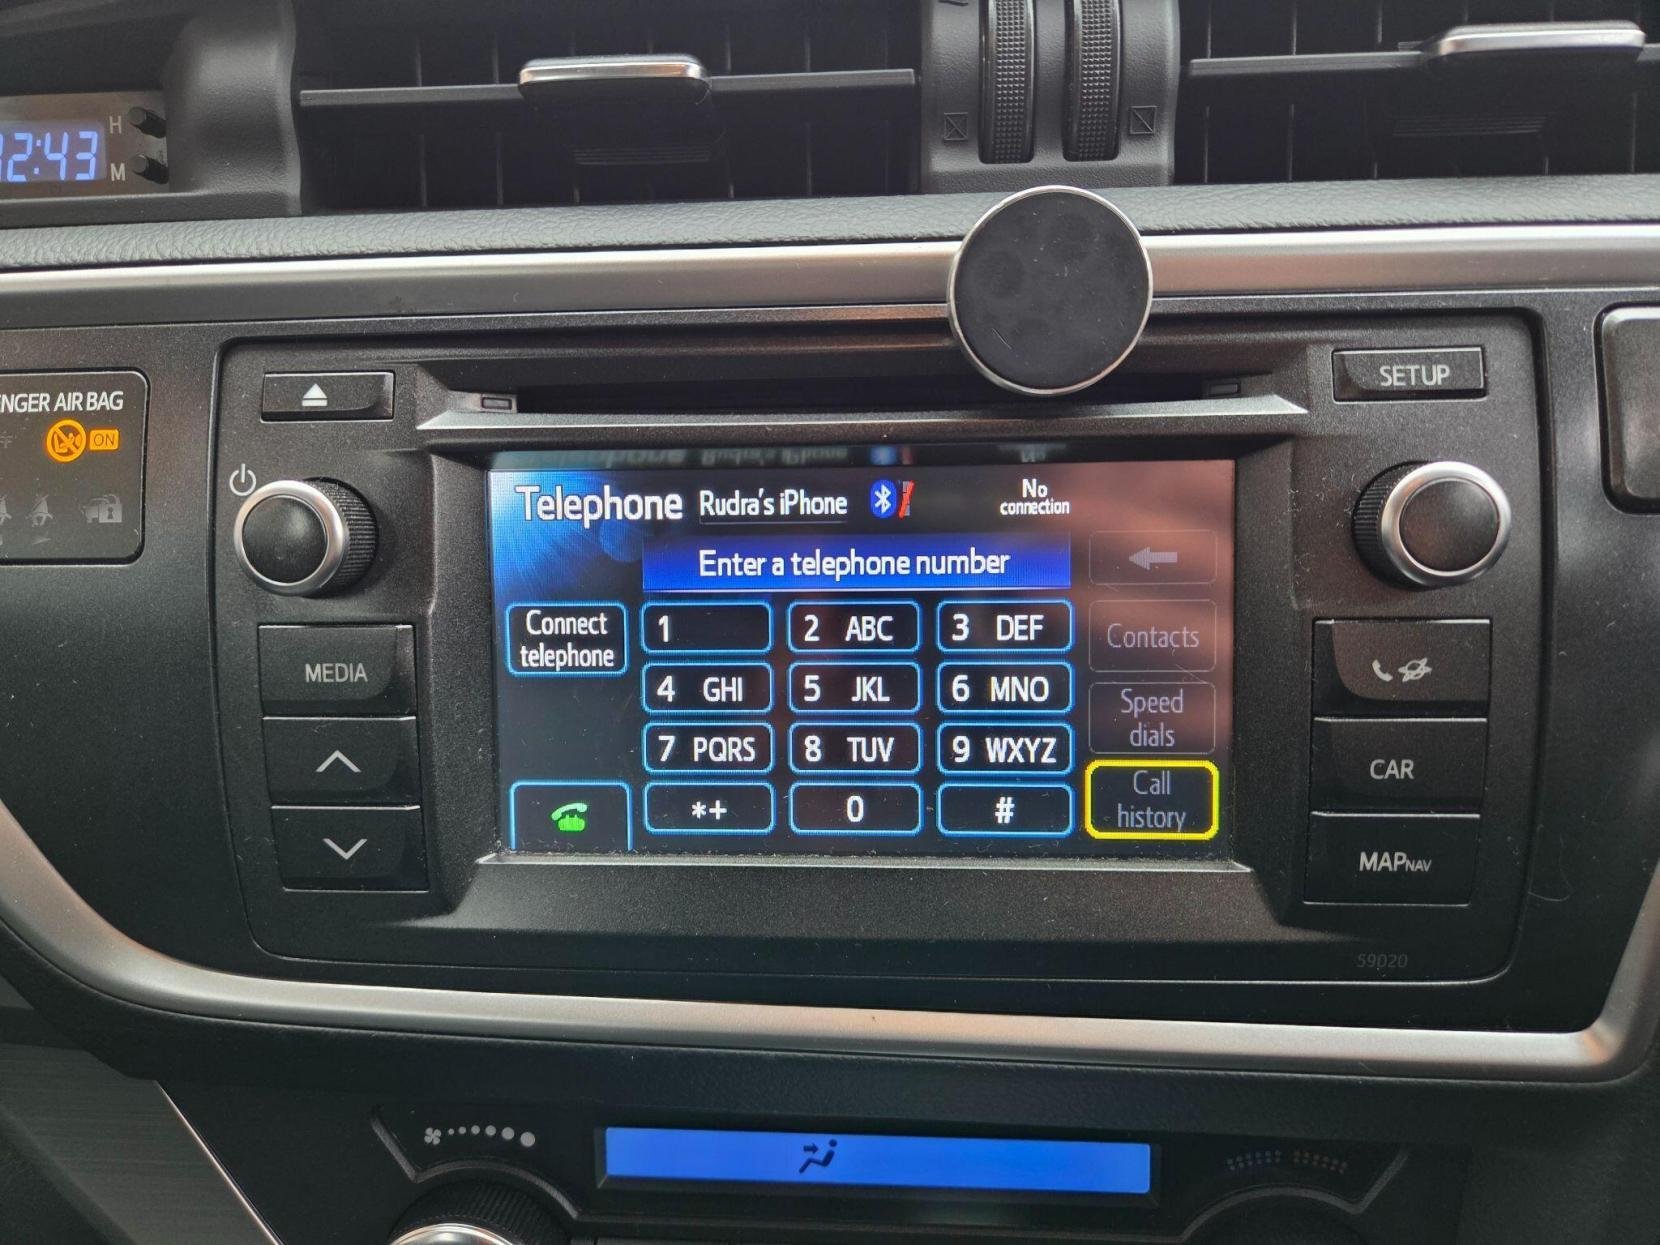 2:43
H
M
NGER AIR BAG
ON
SETUP
Telephone Rudra's iPhone No
connection
Enter a telephone number
Connect
telephone
1
2 ABC
3 DEF
4 GHI
5 JKL
6 MNO
7 PQRS
8 TUV
9 WXYZ
*+
0
#
Contacts
Speed
dials
Call
history
MEDIA
CAR
MAPNAV
59020